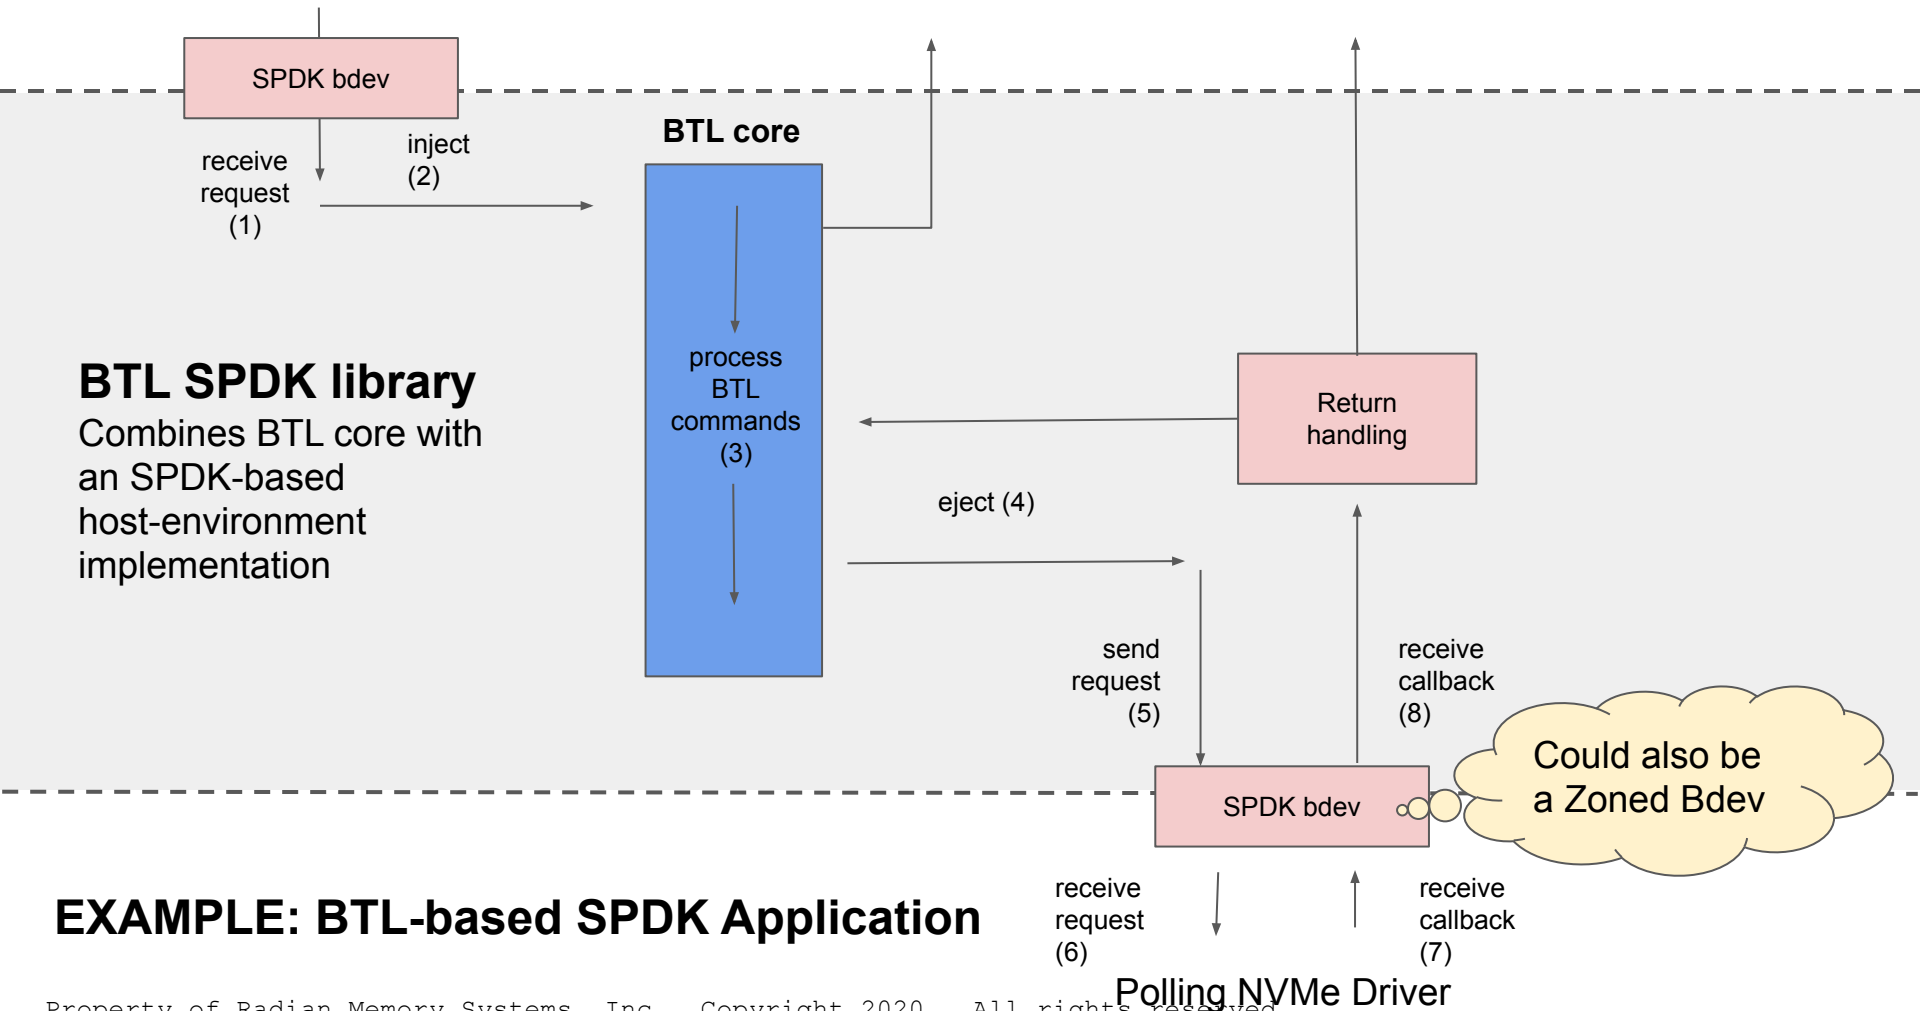 SPDK bdev
receive
request
(1)
inject
(2)
BTL core
process
BTL
commands
(3)
BTL SPDK library
Combines BTL core with
an SPDK-based
host-environment
implementation
Return
handling
eject (4)
send
request
(5)
receive
callback
(8)
Could also be
a Zoned Bdev
SPDK bdev
receive
request
(6)
receive
callback
(7)
EXAMPLE: BTL-based SPDK Application
Polling NVMe Driver
Property of Radian Memory Systems, Inc. Copyright 2020. All rights reserved